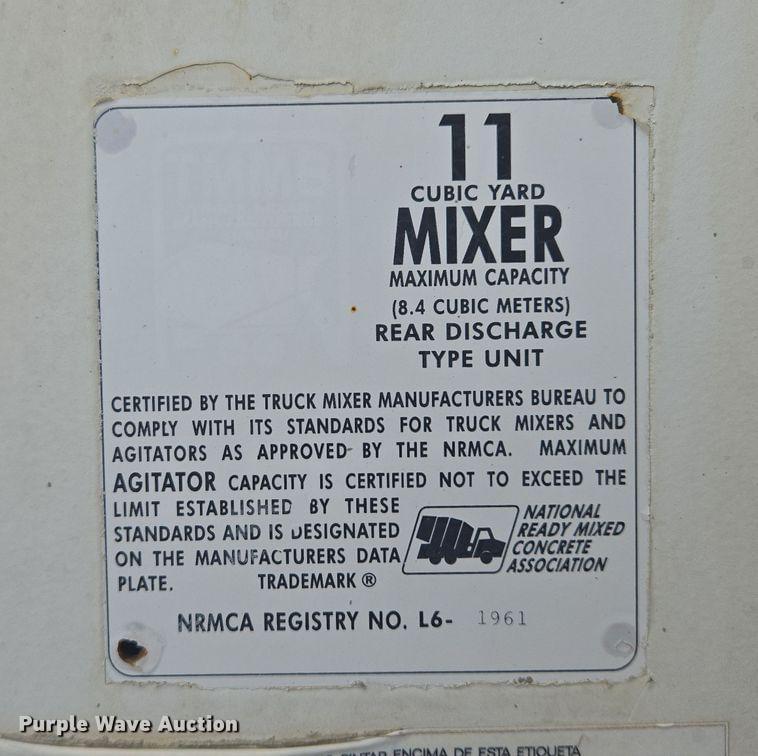 11
CUBIC YARD
MIXER
MAXIMUM CAPACITY
(8.4 CUBIC METERS)
REAR DISCHARGE
TYPE UNIT
CERTIFIED BY THE TRUCK MIXER MANUFACTURERS BUREAU TO
COMPLY WITH ITS STANDARDS FOR TRUCK MIXERS AND
AGITATORS AS APPROVED BY THE NRMCA. MAXIMUM
AGITATOR CAPACITY IS CERTIFIED NOT TO EXCEED THE
LIMIT ESTABLISHED BY THESE
STANDARDS AND IS DESIGNATED
ON THE MANUFACTURERS DATA
PLATE. TRADEMARK ®
NATIONAL
READY MIXED
CONCRETE
ASSOCIATION
NRMCA REGISTRY NO. L6- 1961
Purple Wave Auction
PINTAR ENCIMA DE ESTA ETIQUETA